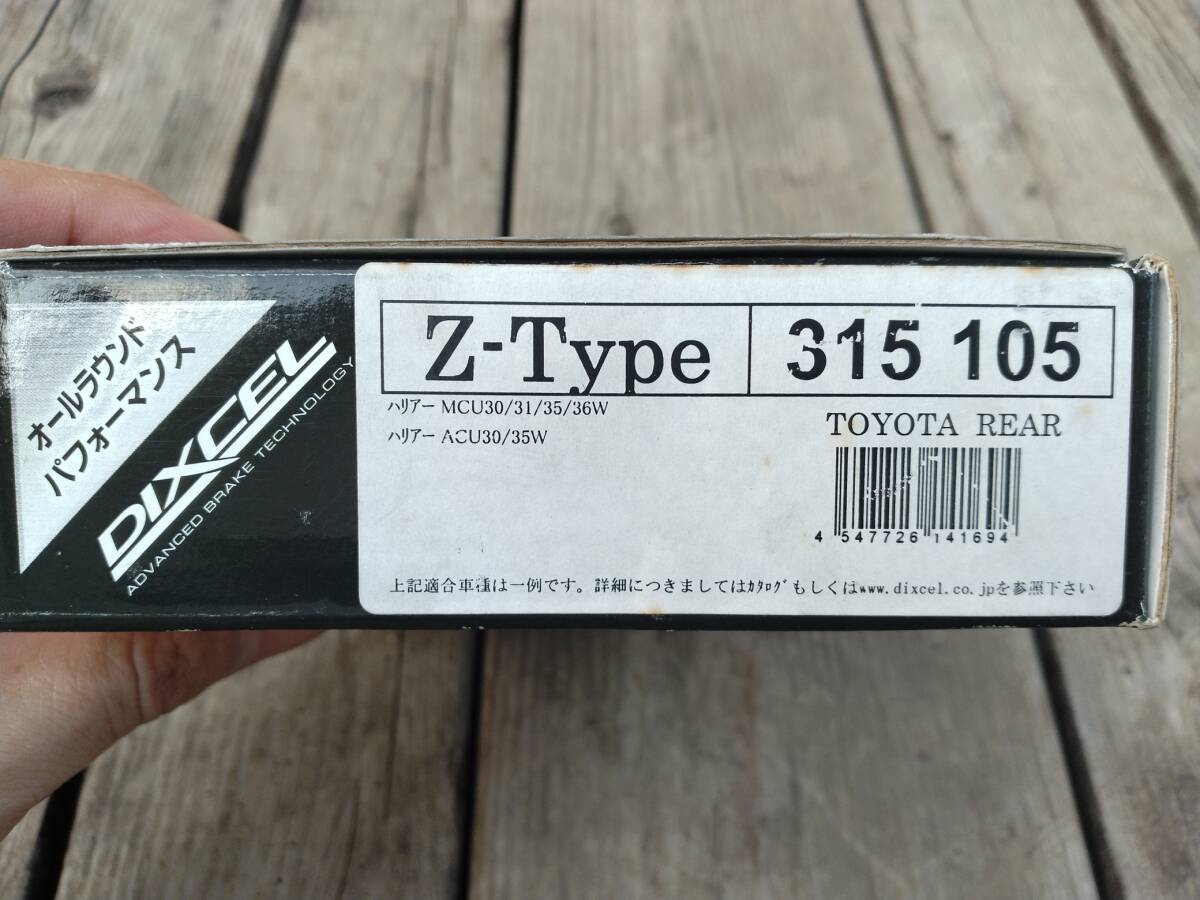 オールラウンド
パフォーマンス
DIXCEL
ADVANCED BRAKE TECHNOLOGY
Z-Type
315 105
ﾊﾘｱｰ MCU30/31/35/36W
ﾊﾘｱｰ ACU30/35W
TOYOTA REAR
4 547726 141694
上記適合車種は一例です。詳細につきましてはｶﾀﾛｸﾞもしくはwww.dixcel.co.jpを参照下さい